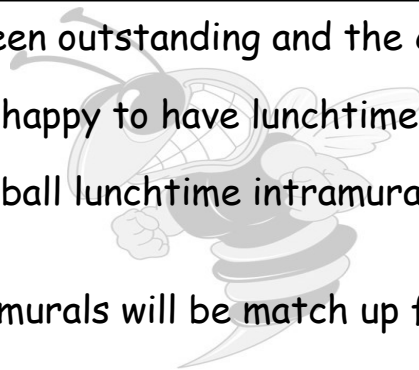 een outstanding and the
happy to have lunchtime
ball lunchtime intramura
murals will be match up f